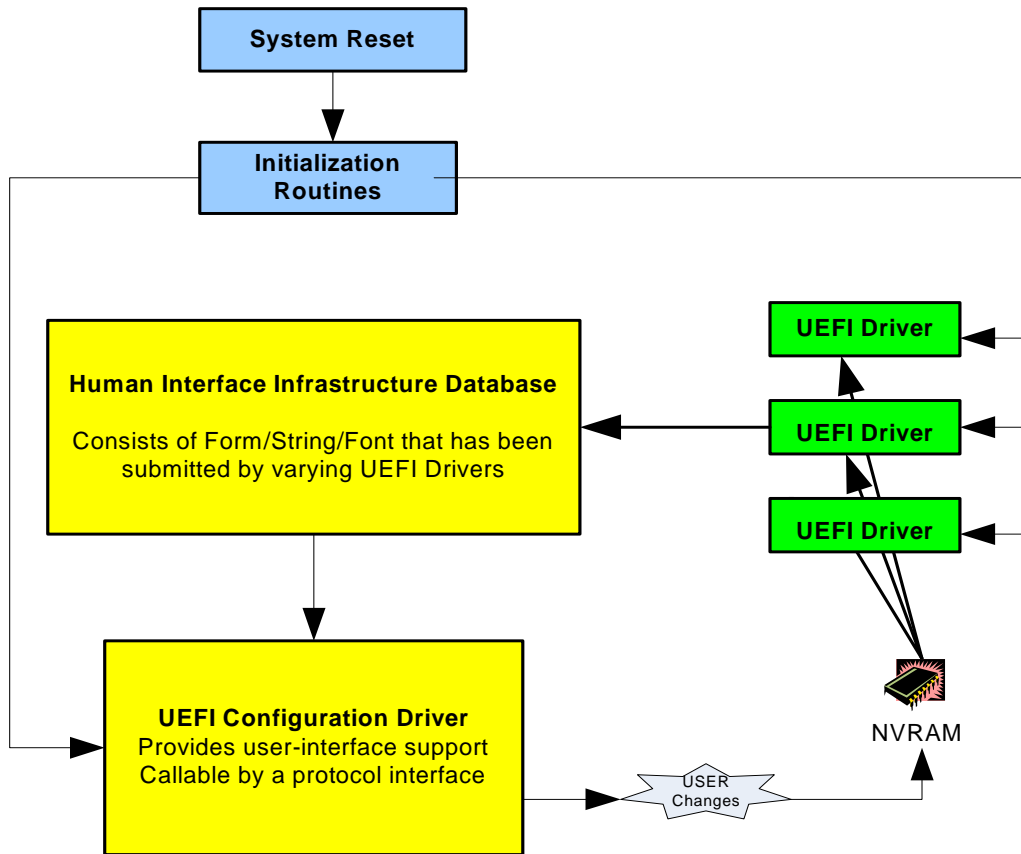 System Reset
Initialization
Routines
Human Interface Infrastructure Database
Consists of Form/String/Font that has been
submitted by varying UEFI Drivers
UEFI Driver
UEFI Driver
UEFI Driver
UEFI Configuration Driver
Provides user-interface support
Callable by a protocol interface
USER
Changes
NVRAM